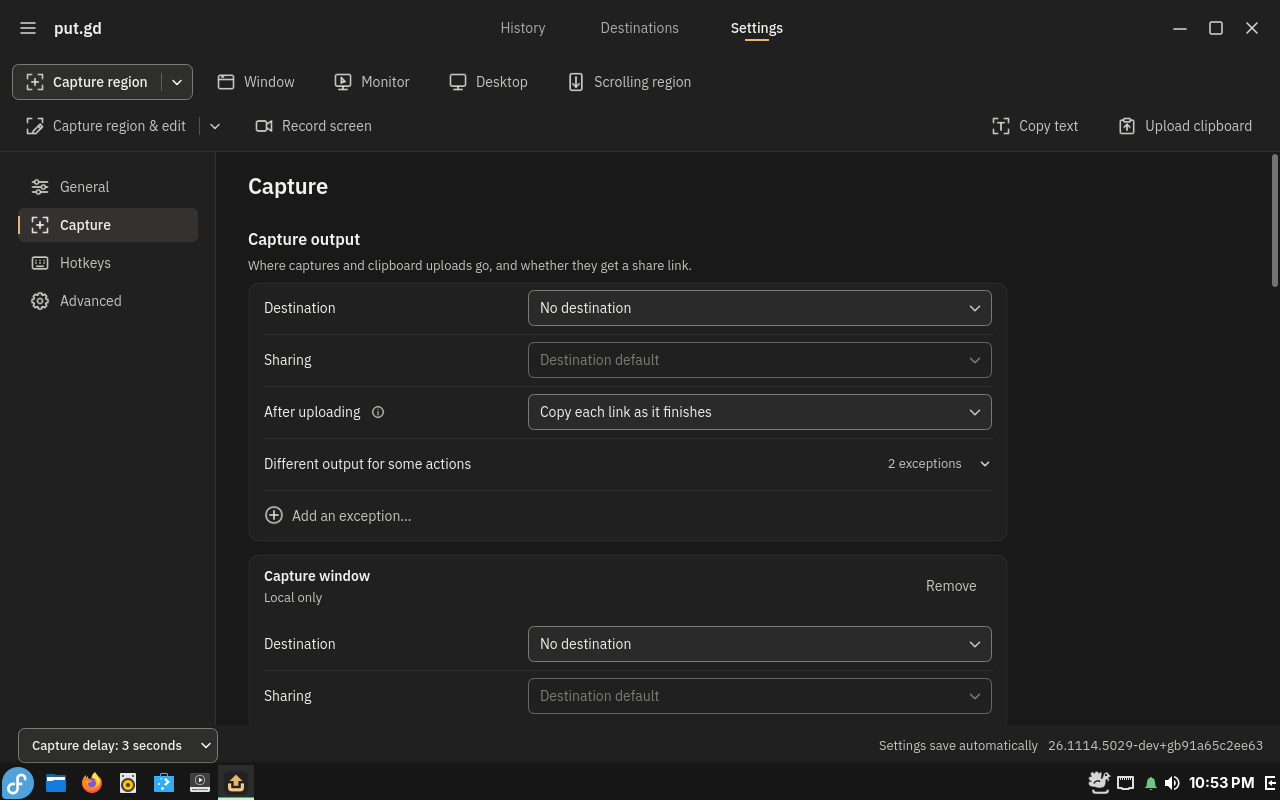 put.gd
History
Destinations
Settings
Capture region
Window
Monitor
Desktop
Scrolling region
Capture region & edit
Record screen
Copy text
Upload clipboard
General
Capture
Hotkeys
Advanced
Capture
Capture output
Where captures and clipboard uploads go, and whether they get a share link.
Destination
No destination
Sharing
Destination default
After uploading
Copy each link as it finishes
Different output for some actions
2 exceptions
Add an exception...
Capture window
Local only
Remove
Destination
No destination
Sharing
Destination default
Capture delay: 3 seconds
Settings save automatically
26.1114.5029-dev+gb91a65c2ee63
10:53 PM